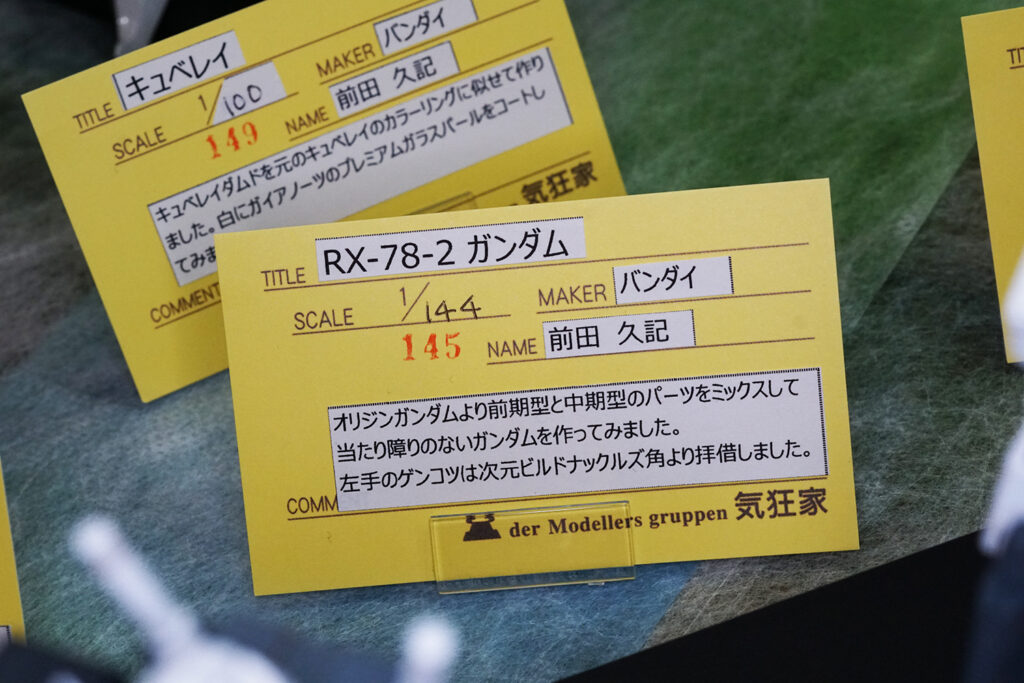 TITLE キュベレイ
SCALE 1/100
MAKER バンダイ
149
NAME 前田 久記
キュベレイダムドを元のキュベレイのカラーリングに似せて作り
ました。白にガイアノーツのプレミアムガラスパールをコートし
てみま
COMMENT
気狂家
TITLE RX-78-2 ガンダム
SCALE 1/144
MAKER バンダイ
145
NAME 前田 久記
オリジンガンダムより前期型と中期型のパーツをミックスして
当たり障りのないガンダムを作ってみました。
左手のゲンコツは次元ビルドナックルズ角より拝借しました。
COMM
der Modellers gruppen 気狂家